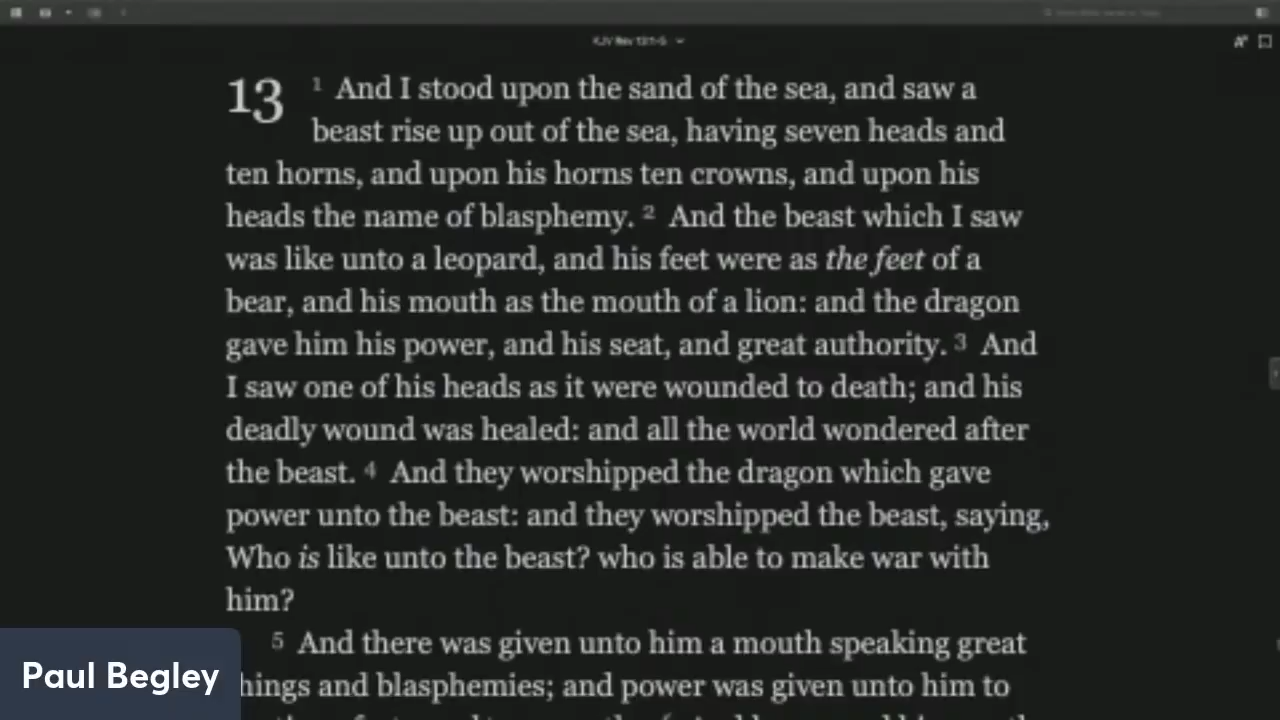 KJV Rev 13:1-5
13 1 And I stood upon the sand of the sea, and saw a
beast rise up out of the sea, having seven heads and
ten horns, and upon his horns ten crowns, and upon his
heads the name of blasphemy. 2 And the beast which I saw
was like unto a leopard, and his feet were as the feet of a
bear, and his mouth as the mouth of a lion: and the dragon
gave him his power, and his seat, and great authority. 3 And
I saw one of his heads as it were wounded to death; and his
deadly wound was healed: and all the world wondered after
the beast. 4 And they worshipped the dragon which gave
power unto the beast: and they worshipped the beast, saying,
Who is like unto the beast? who is able to make war with
him?
5 And there was given unto him a mouth speaking great
hings and blasphemies; and power was given unto him to
Paul Begley